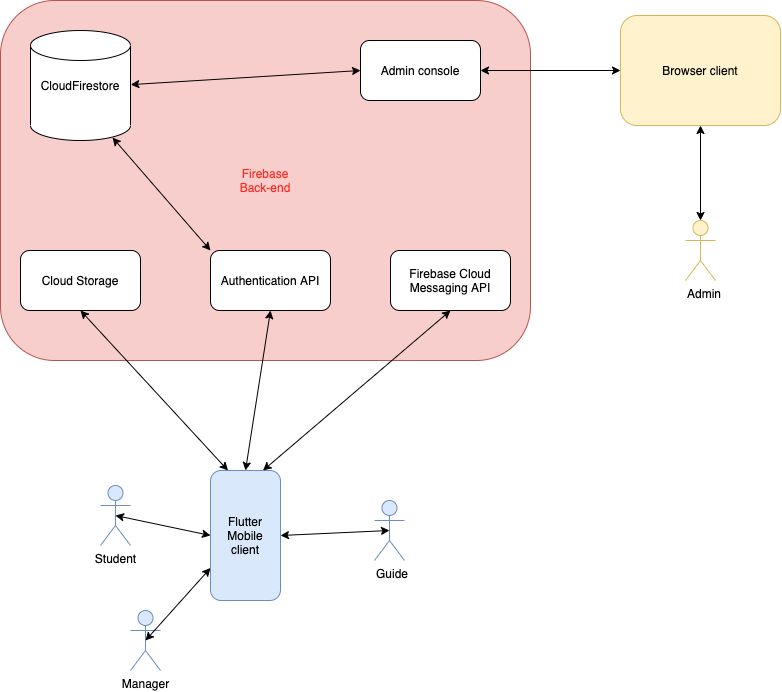 CloudFirestore
Admin console
Browser client
Firebase
Back-end
Cloud Storage
Authentication API
Firebase Cloud
Messaging API
Admin
Flutter
Mobile
client
Student
Guide
Manager